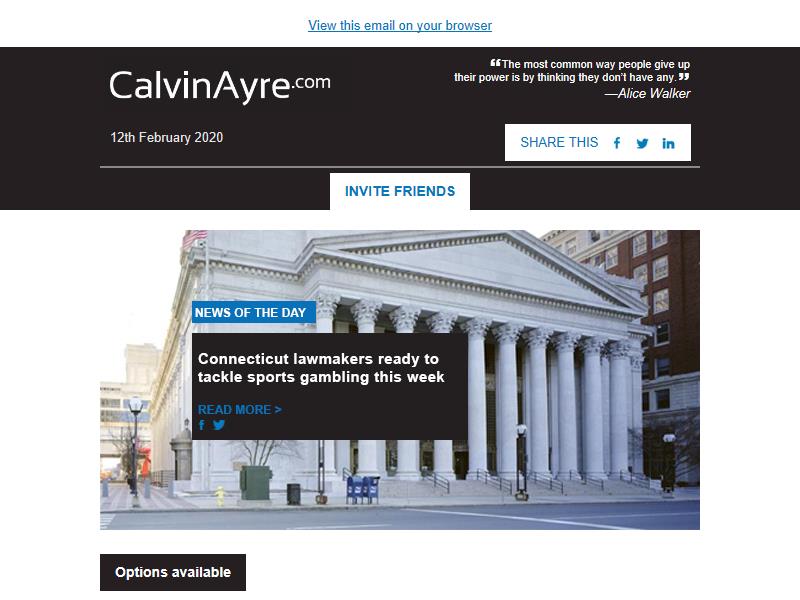 View this email on your browser
CalvinAyre.com
“The most common way people give up
their power is by thinking they don't have any.”
—Alice Walker
12th February 2020
SHARE THIS
INVITE FRIENDS
NEWS OF THE DAY
Connecticut lawmakers ready to
tackle sports gambling this week
READ MORE >
Options available